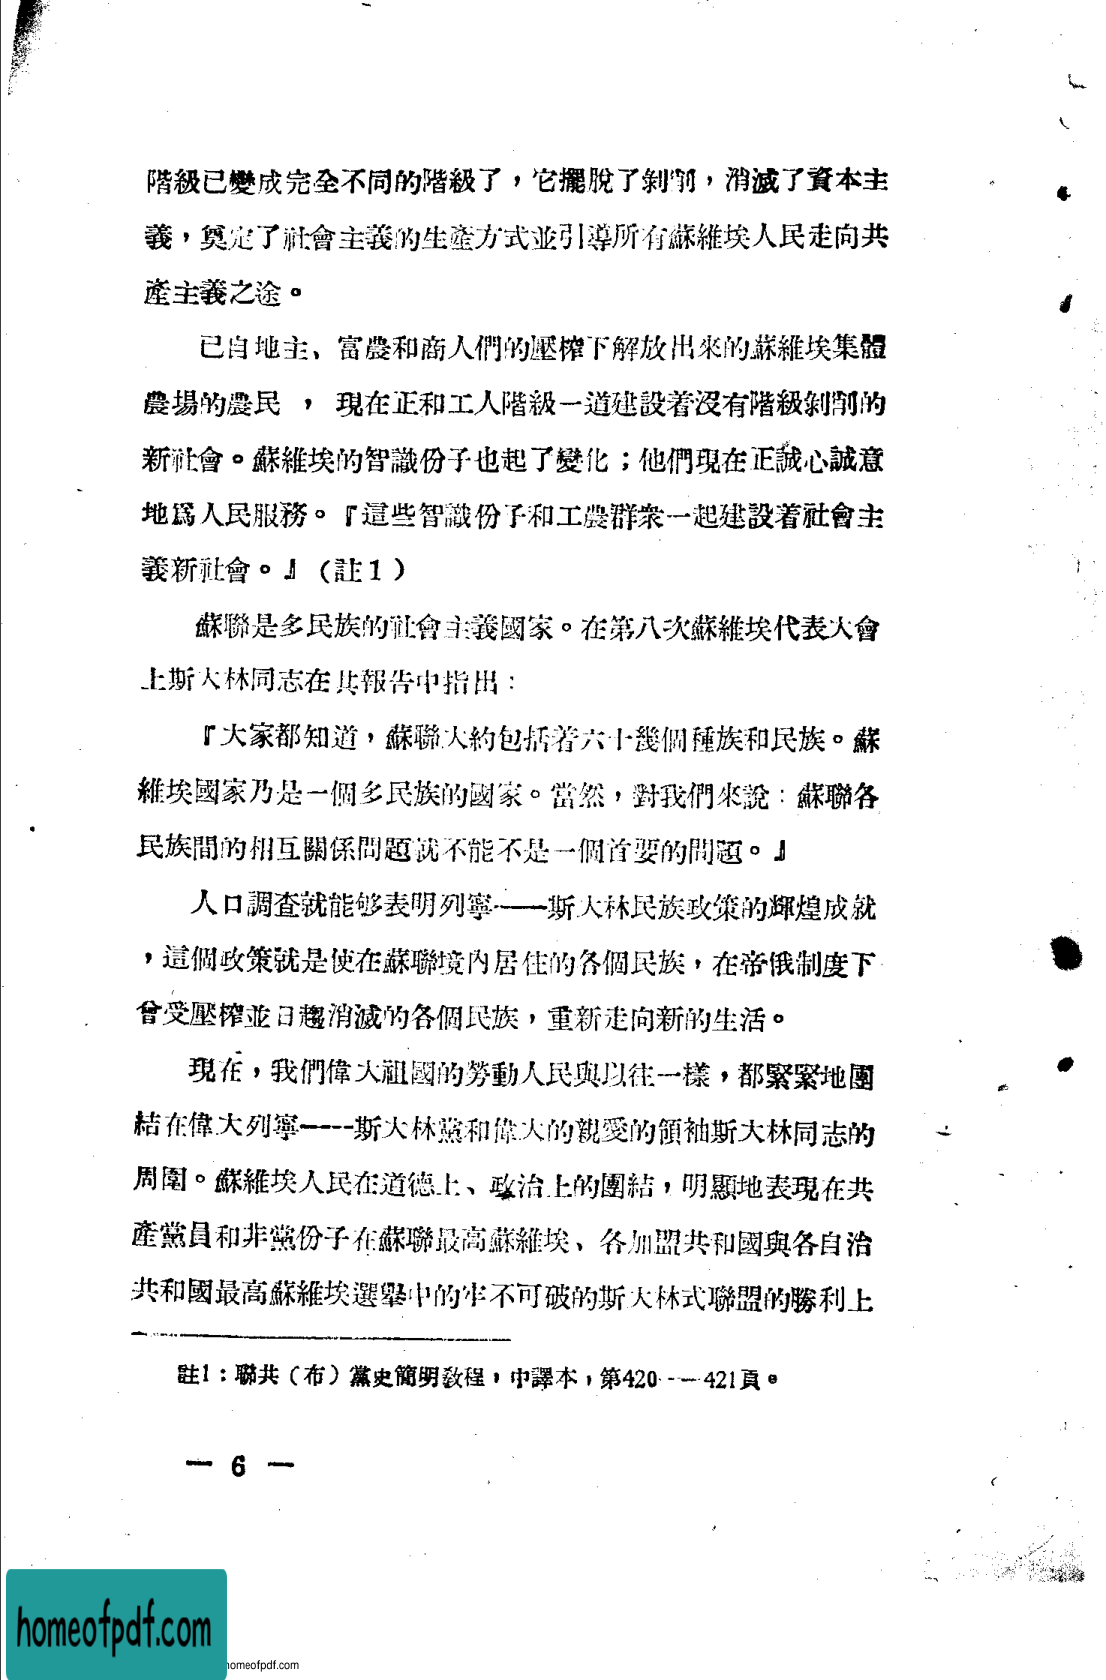 階級已變成完全不同的階級了，它擺脫了剝削，消滅了資本主
義，奠定了社會主義的生產方式並引導所有蘇維埃人民走向共
產主義之途。
已自地主、富農和商人們的壓榨下解放出來的蘇維埃集體
農場的農民 ， 現在正和工人階級一道建設着沒有階級剝削的
新社會。蘇維埃的智識份子也起了變化；他們現在正誠心誠意
地爲人民服務。『這些智識份子和工農群衆一起建設着社會主
義新社會。』（註1）
蘇聯是多民族的社會主義國家。在第八次蘇維埃代表大會
上斯大林同志在其報告中指出：
『大家都知道，蘇聯大約包括着六十幾個種族和民族。蘇
維埃國家乃是一個多民族的國家。當然，對我們來說：蘇聯各
民族間的相互關係問題就不能不是一個首要的問題。』
人口調查就能够表明列寧——斯大林民族政策的輝煌成就
，這個政策就是使在蘇聯境內居住的各個民族，在帝俄制度下
曾受壓榨並日趨消滅的各個民族，重新走向新的生活。
現在，我們偉大祖國的勞動人民與以往一樣，都緊緊地團
結在偉大列寧——斯大林黨和偉大的親愛的領袖斯大林同志的
周圍。蘇維埃人民在道德上、政治上的團結，明顯地表現在共
產黨員和非黨份子在蘇聯最高蘇維埃、各加盟共和國與各自治
共和國最高蘇維埃選舉中的牢不可破的斯大林式聯盟的勝利上
註1：聯共（布）黨史簡明教程，中譯本，第420——421頁。
— 6 —
homeofpdf.com
homeofpdf.com